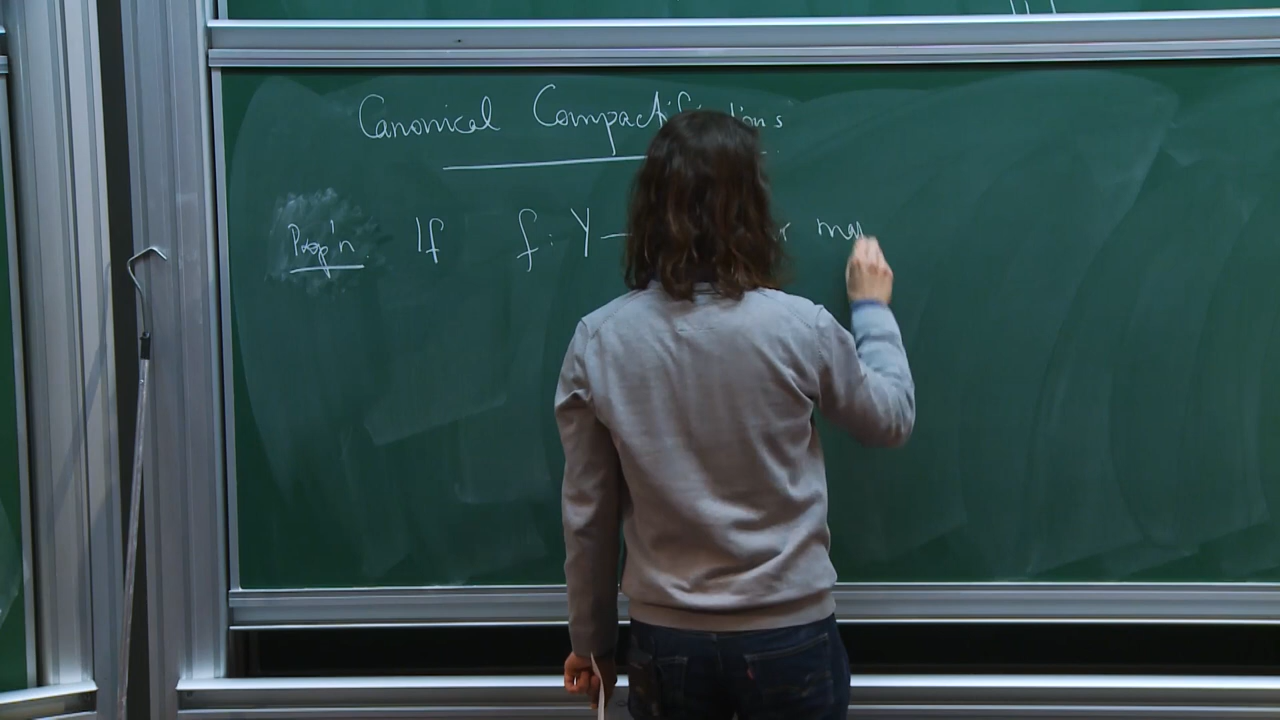 Canonical Compactifications
Prop'n If f: Y —